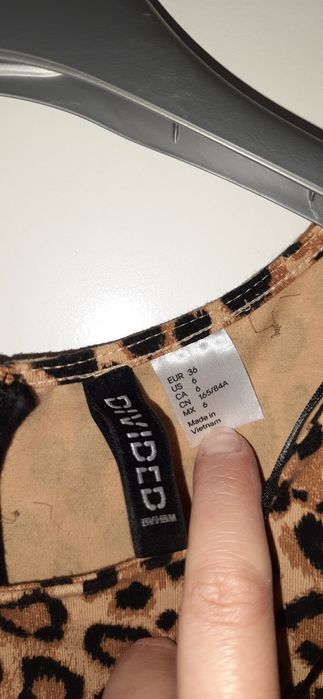 EUR 36
US 6
CA 6
CN 165/84A
MX 6
Made in
Vietnam
DIVIDED
BY H&M